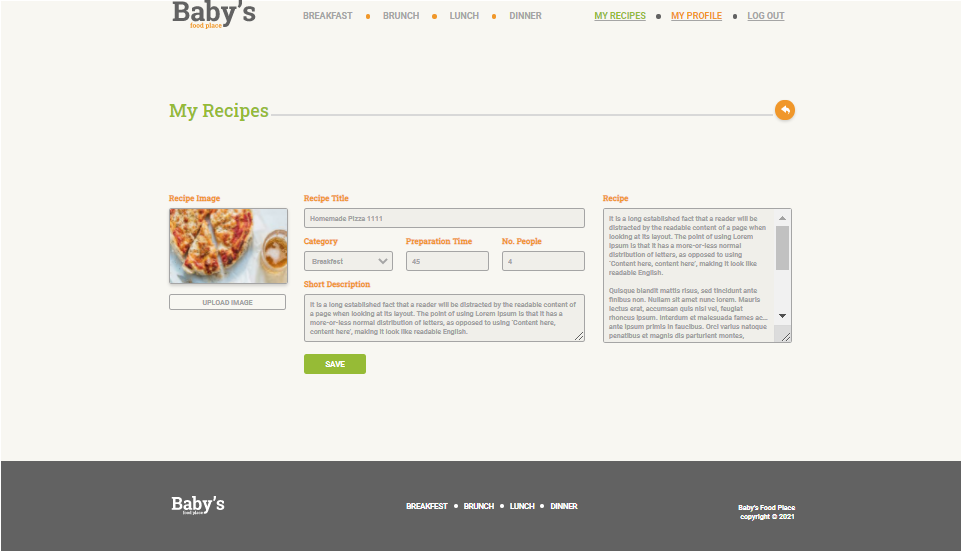 Baby's
food place
BREAKFAST • BRUNCH • LUNCH • DINNER
MY RECIPES • MY PROFILE • LOG OUT
My Recipes
Recipe Image
UPLOAD IMAGE
Recipe Title
Homemade Pizza 1111
Category
Breakfest
Preparation Time
45
No. People
4
Short Description
It is a long established fact that a reader will be distracted by the readable content of
a page when looking at its layout. The point of using Lorem Ipsum is that it has a
more-or-less normal distribution of letters, as opposed to using 'Content here,
content here', making it look like readable English.
SAVE
Recipe
It is a long established fact that a reader will be
distracted by the readable content of a page when
looking at its layout. The point of using Lorem
Ipsum is that it has a more-or-less normal
distribution of letters, as opposed to using
'Content here, content here', making it look like
readable English.
Quisque blandit mattis risus, sed tincidunt ante
finibus non. Nullam sit amet nunc lorem. Mauris
lectus erat, accumsan quis nisi vel, feugiat
rhoncus ipsum. Interdum et malesuada fames ac...
ante ipsum primis in faucibus. Orci varius natoque
penatibus et magnis dis parturient montes,
Baby's
food place
BREAKFEST • BRUNCH • LUNCH • DINNER
Baby's Food Place
copyright © 2021